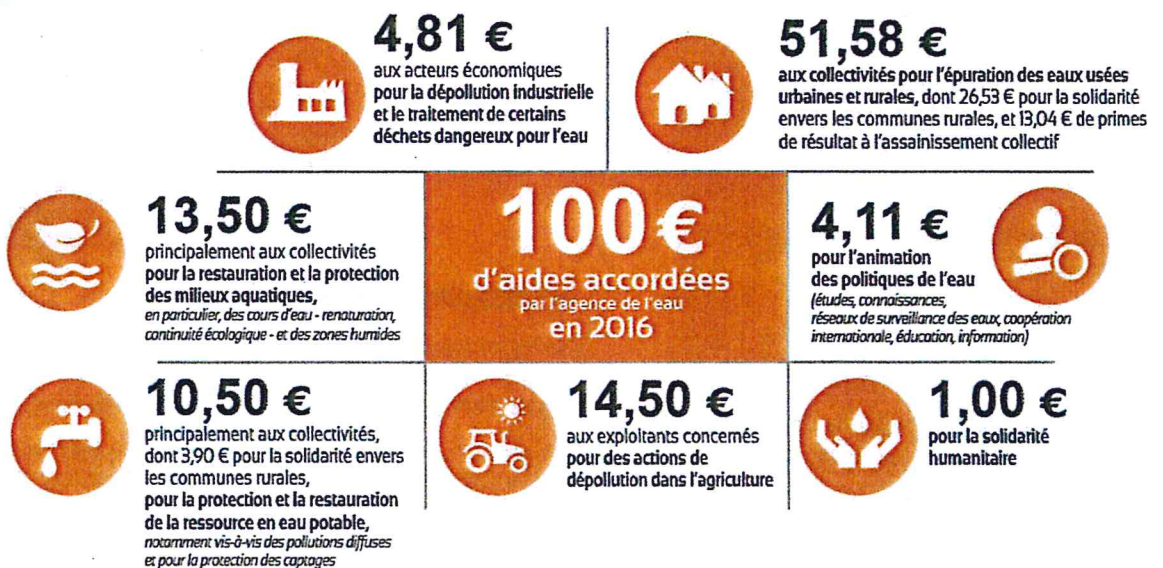 4,81 €
aux acteurs économiques
pour la dépollution industrielle
et le traitement de certains
déchets dangereux pour l'eau
51,58 €
aux collectivités pour l'épuration des eaux usées
urbaines et rurales, dont 26,53 € pour la solidarité
envers les communes rurales, et 13,04 € de primes
de résultat à l'assainissement collectif
13,50 €
principalement aux collectivités
pour la restauration et la protection
des milieux aquatiques,
en particulier, des cours d'eau - renaturation,
continuité écologique - et des zones humides
100 €
d'aides accordées
par l'agence de l'eau
en 2016
4,11 €
pour l'animation
des politiques de l'eau
(études, connaissances,
réseaux de surveillance des eaux, coopération
internationale, éducation, information)
10,50 €
principalement aux collectivités,
dont 3,90 € pour la solidarité envers
les communes rurales,
pour la protection et la restauration
de la ressource en eau potable,
notamment vis-à-vis des pollutions diffuses
et pour la protection des captages
14,50 €
aux exploitants concernés
pour des actions de
dépollution dans l'agriculture
1,00 €
pour la solidarité
humanitaire